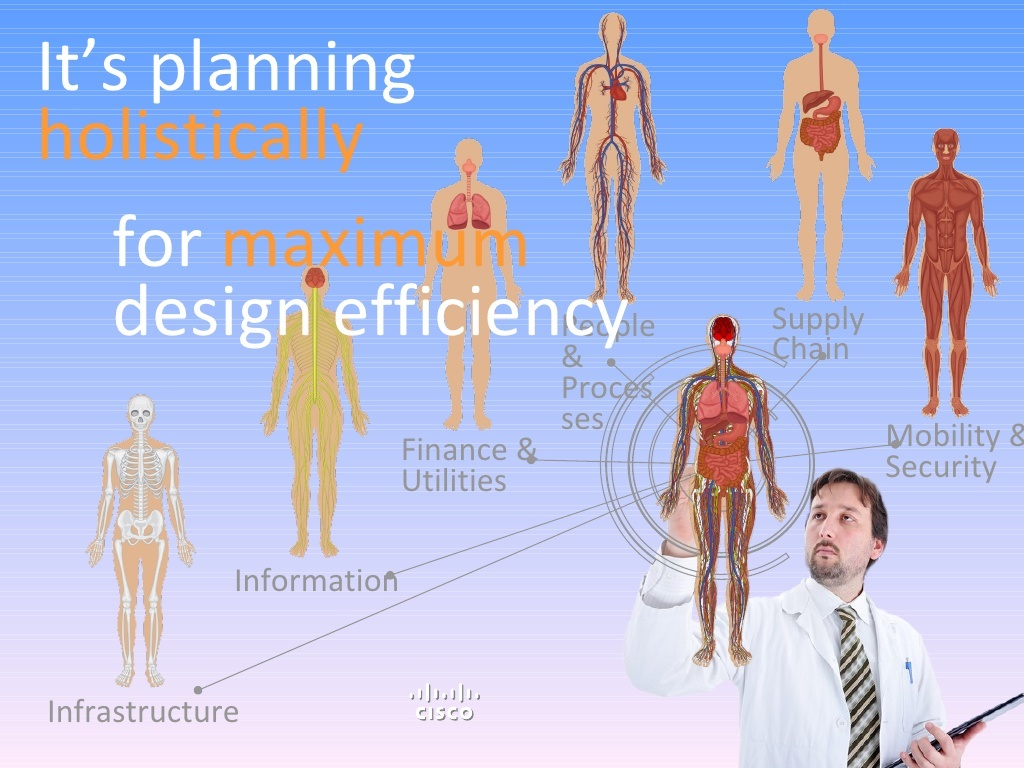 It's planning
holistically
for maximum
design efficiency
People
&
Proces
ses
Supply
Chain
Finance &
Utilities
Mobility &
Security
Information
Infrastructure
cisco